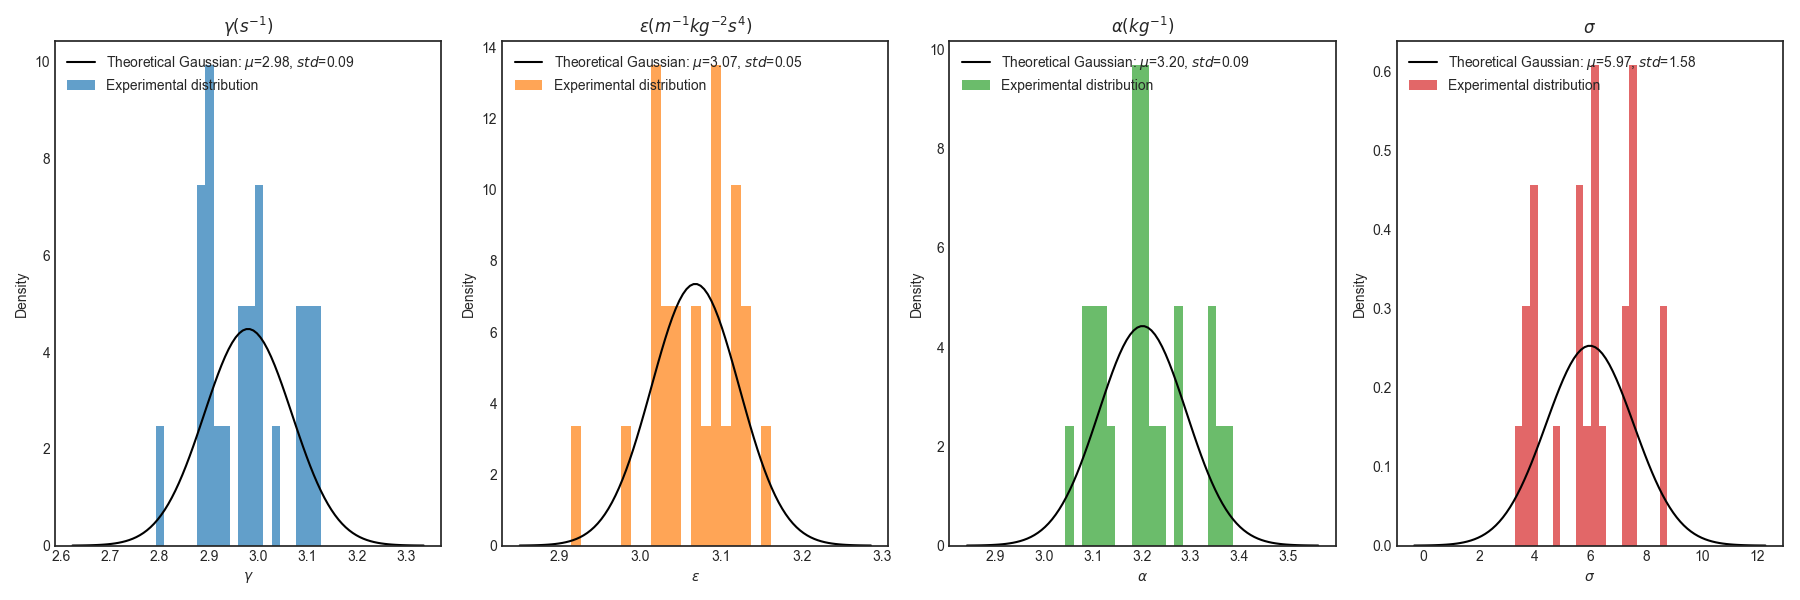 γ(s⁻¹)
Theoretical Gaussian: μ=2.98, std=0.09
Experimental distribution
Density
10
8
6
4
2
0
2.6 2.7 2.8 2.9 3.0 3.1 3.2 3.3
γ
ε(m⁻¹kg⁻²s⁴)
Theoretical Gaussian: μ=3.07, std=0.05
Experimental distribution
Density
14
12
10
8
6
4
2
0
2.9 3.0 3.1 3.2 3.3
ε
α(kg⁻¹)
Theoretical Gaussian: μ=3.20, std=0.09
Experimental distribution
Density
10
8
6
4
2
0
2.9 3.0 3.1 3.2 3.3 3.4 3.5
α
σ
Theoretical Gaussian: μ=5.97, std=1.58
Experimental distribution
Density
0.6
0.5
0.4
0.3
0.2
0.1
0.0
0 2 4 6 8 10 12
σ